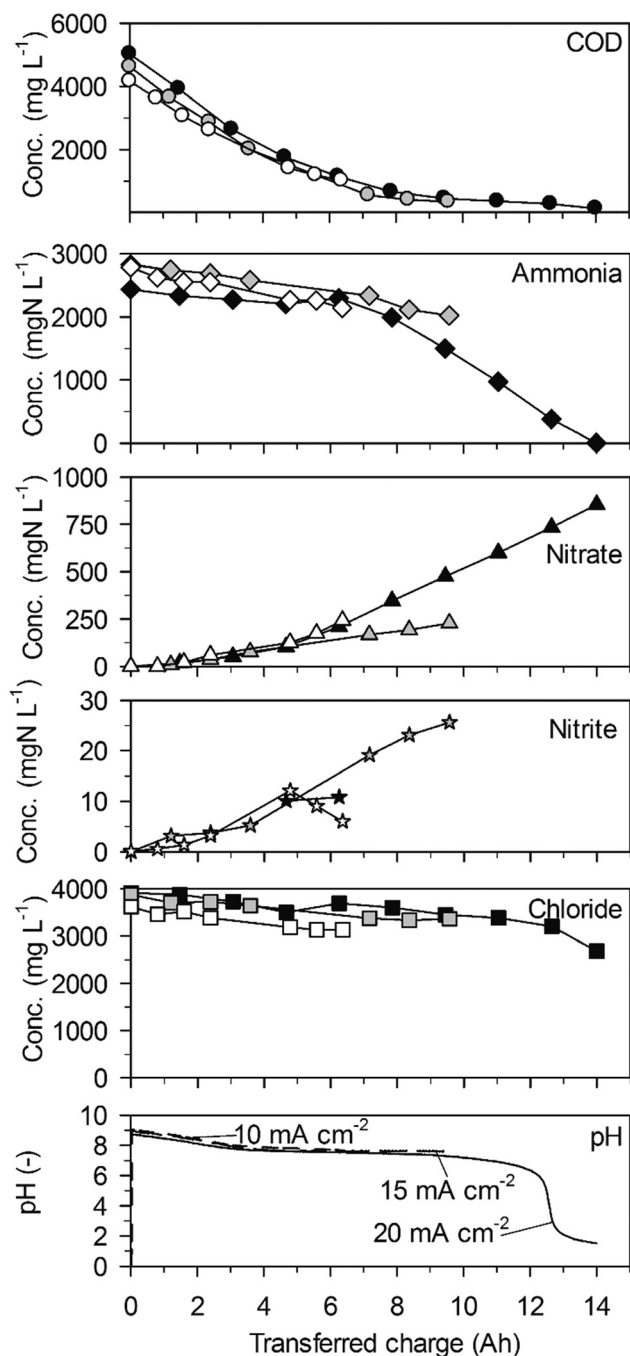 COD
Conc. (mg L⁻¹)
6000
4000
2000
Ammonia
Conc. (mgN L⁻¹)
3000
2000
1000
0
Nitrate
Conc. (mgN L⁻¹)
1000
750
500
250
0
Nitrite
Conc. (mgN L⁻¹)
30
20
10
0
Chloride
Conc. (mg L⁻¹)
4000
3000
2000
1000
0
pH
pH (-)
10
8
6
4
2
0
10 mA cm⁻²
15 mA cm⁻²
20 mA cm⁻²
0 2 4 6 8 10 12 14
Transferred charge (Ah)